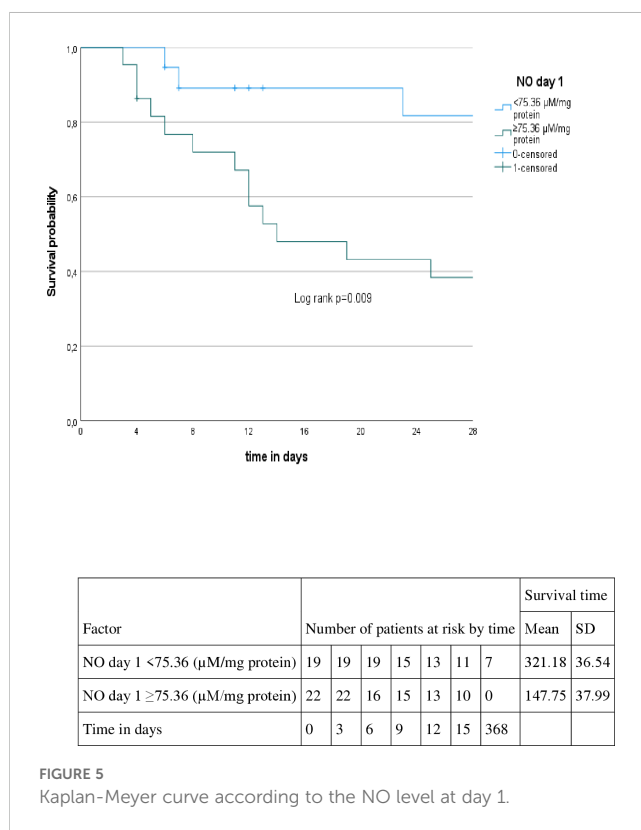 NO day 1
<75.36 µM/mg
protein
≥75.36 µM/mg
protein
0-censored
1-censored
1,0
0,8
0,6
0,4
0,2
0,0
Survival probability
Log rank p=0.009
0 4 8 12 16 20 24 28
time in days
Survival time
Factor Number of patients at risk by time Mean SD
NO day 1 <75.36 (µM/mg protein) 19 19 19 15 13 11 7 321.18 36.54
NO day 1 ≥75.36 (µM/mg protein) 22 22 16 15 13 10 0 147.75 37.99
Time in days 0 3 6 9 12 15 368
FIGURE 5
Kaplan-Meyer curve according to the NO level at day 1.